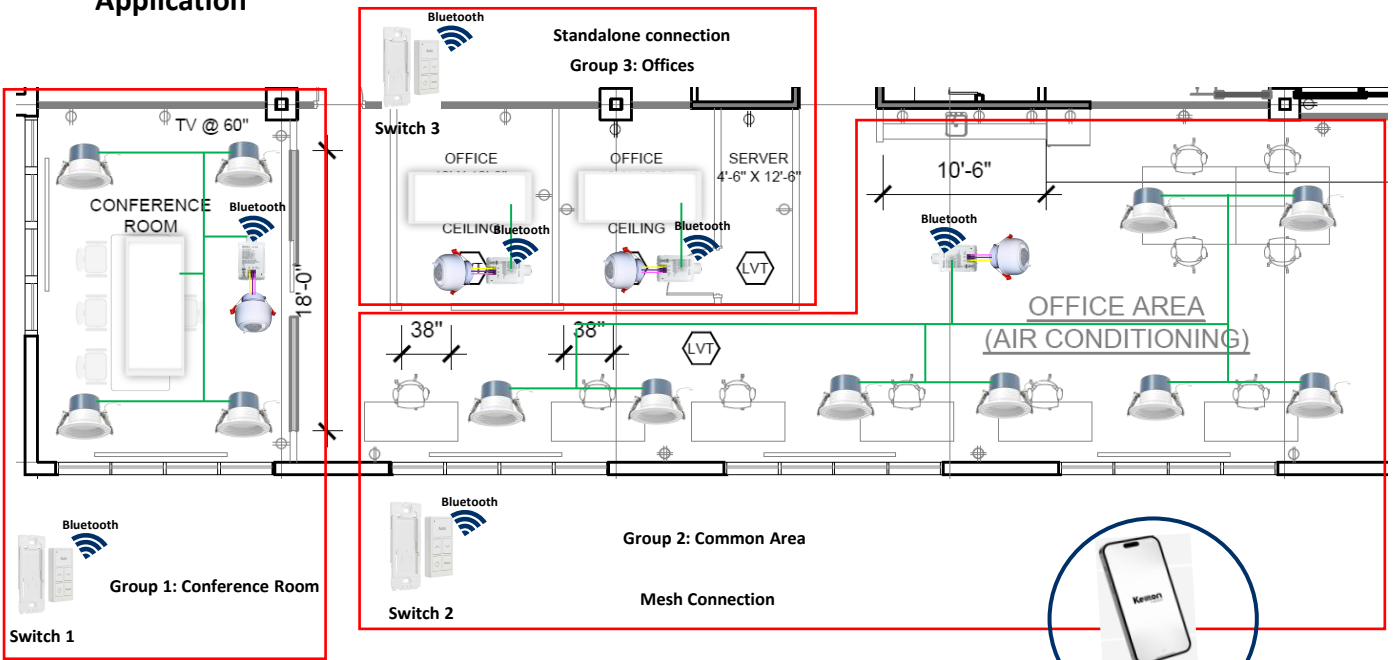 Application
Bluetooth
Standalone connection
Group 3: Offices
Switch 3
TV @ 60"
OFFICE
OFFICE
SERVER
4'-6" X 12'-6"
10'-6"
CONFERENCE
ROOM
Bluetooth
CEILING
Bluetooth
CEILING
Bluetooth
Bluetooth
LVT
18'-0"
OFFICE AREA
(AIR CONDITIONING)
38"
38"
LVT
Bluetooth
Group 2: Common Area
Switch 2
Mesh Connection
Bluetooth
Group 1: Conference Room
Switch 1